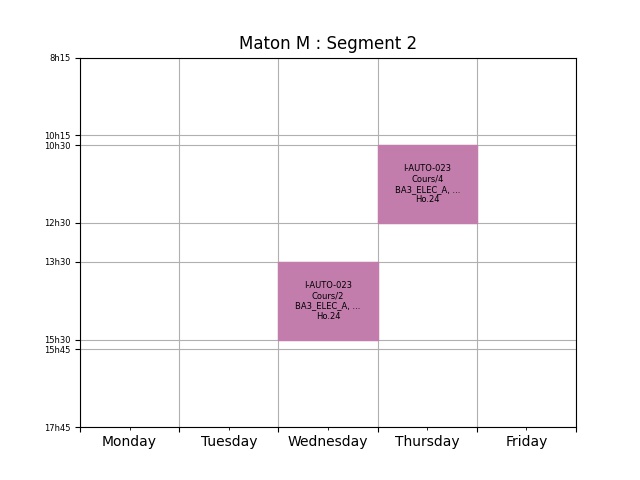 Maton M : Segment 2
8h15
10h15
10h30
I-AUTO-023
Cours/4
BA3_ELEC_A, ...
Ho.24
12h30
13h30
I-AUTO-023
Cours/2
BA3_ELEC_A, ...
Ho.24
15h30
15h45
17h45
Monday Tuesday Wednesday Thursday Friday